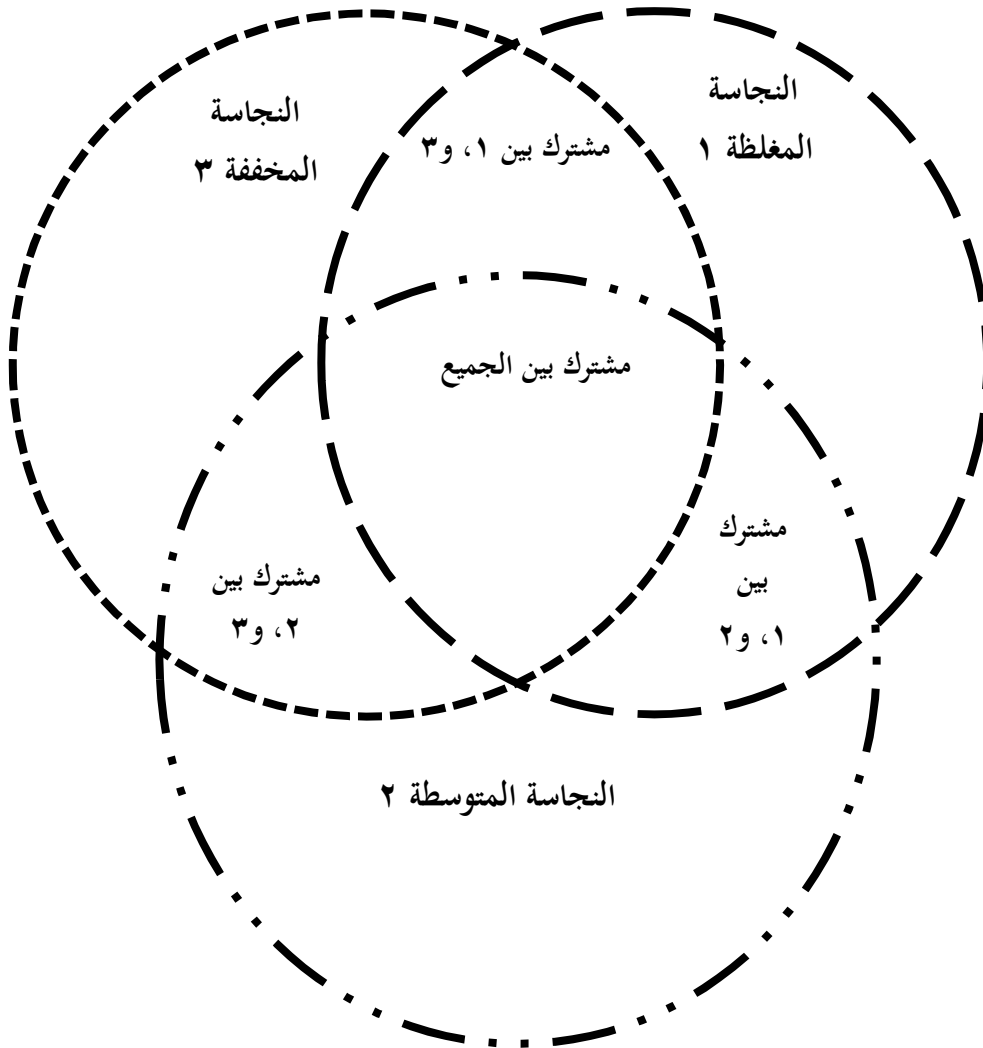 النجاسة
المغلظة ١
النجاسة
المخففة ٣
مشترك بين ١، و٣
مشترك بين الجميع
مشترك
بين
١، و٢
مشترك بين
٢، و٣
النجاسة المتوسطة ٢